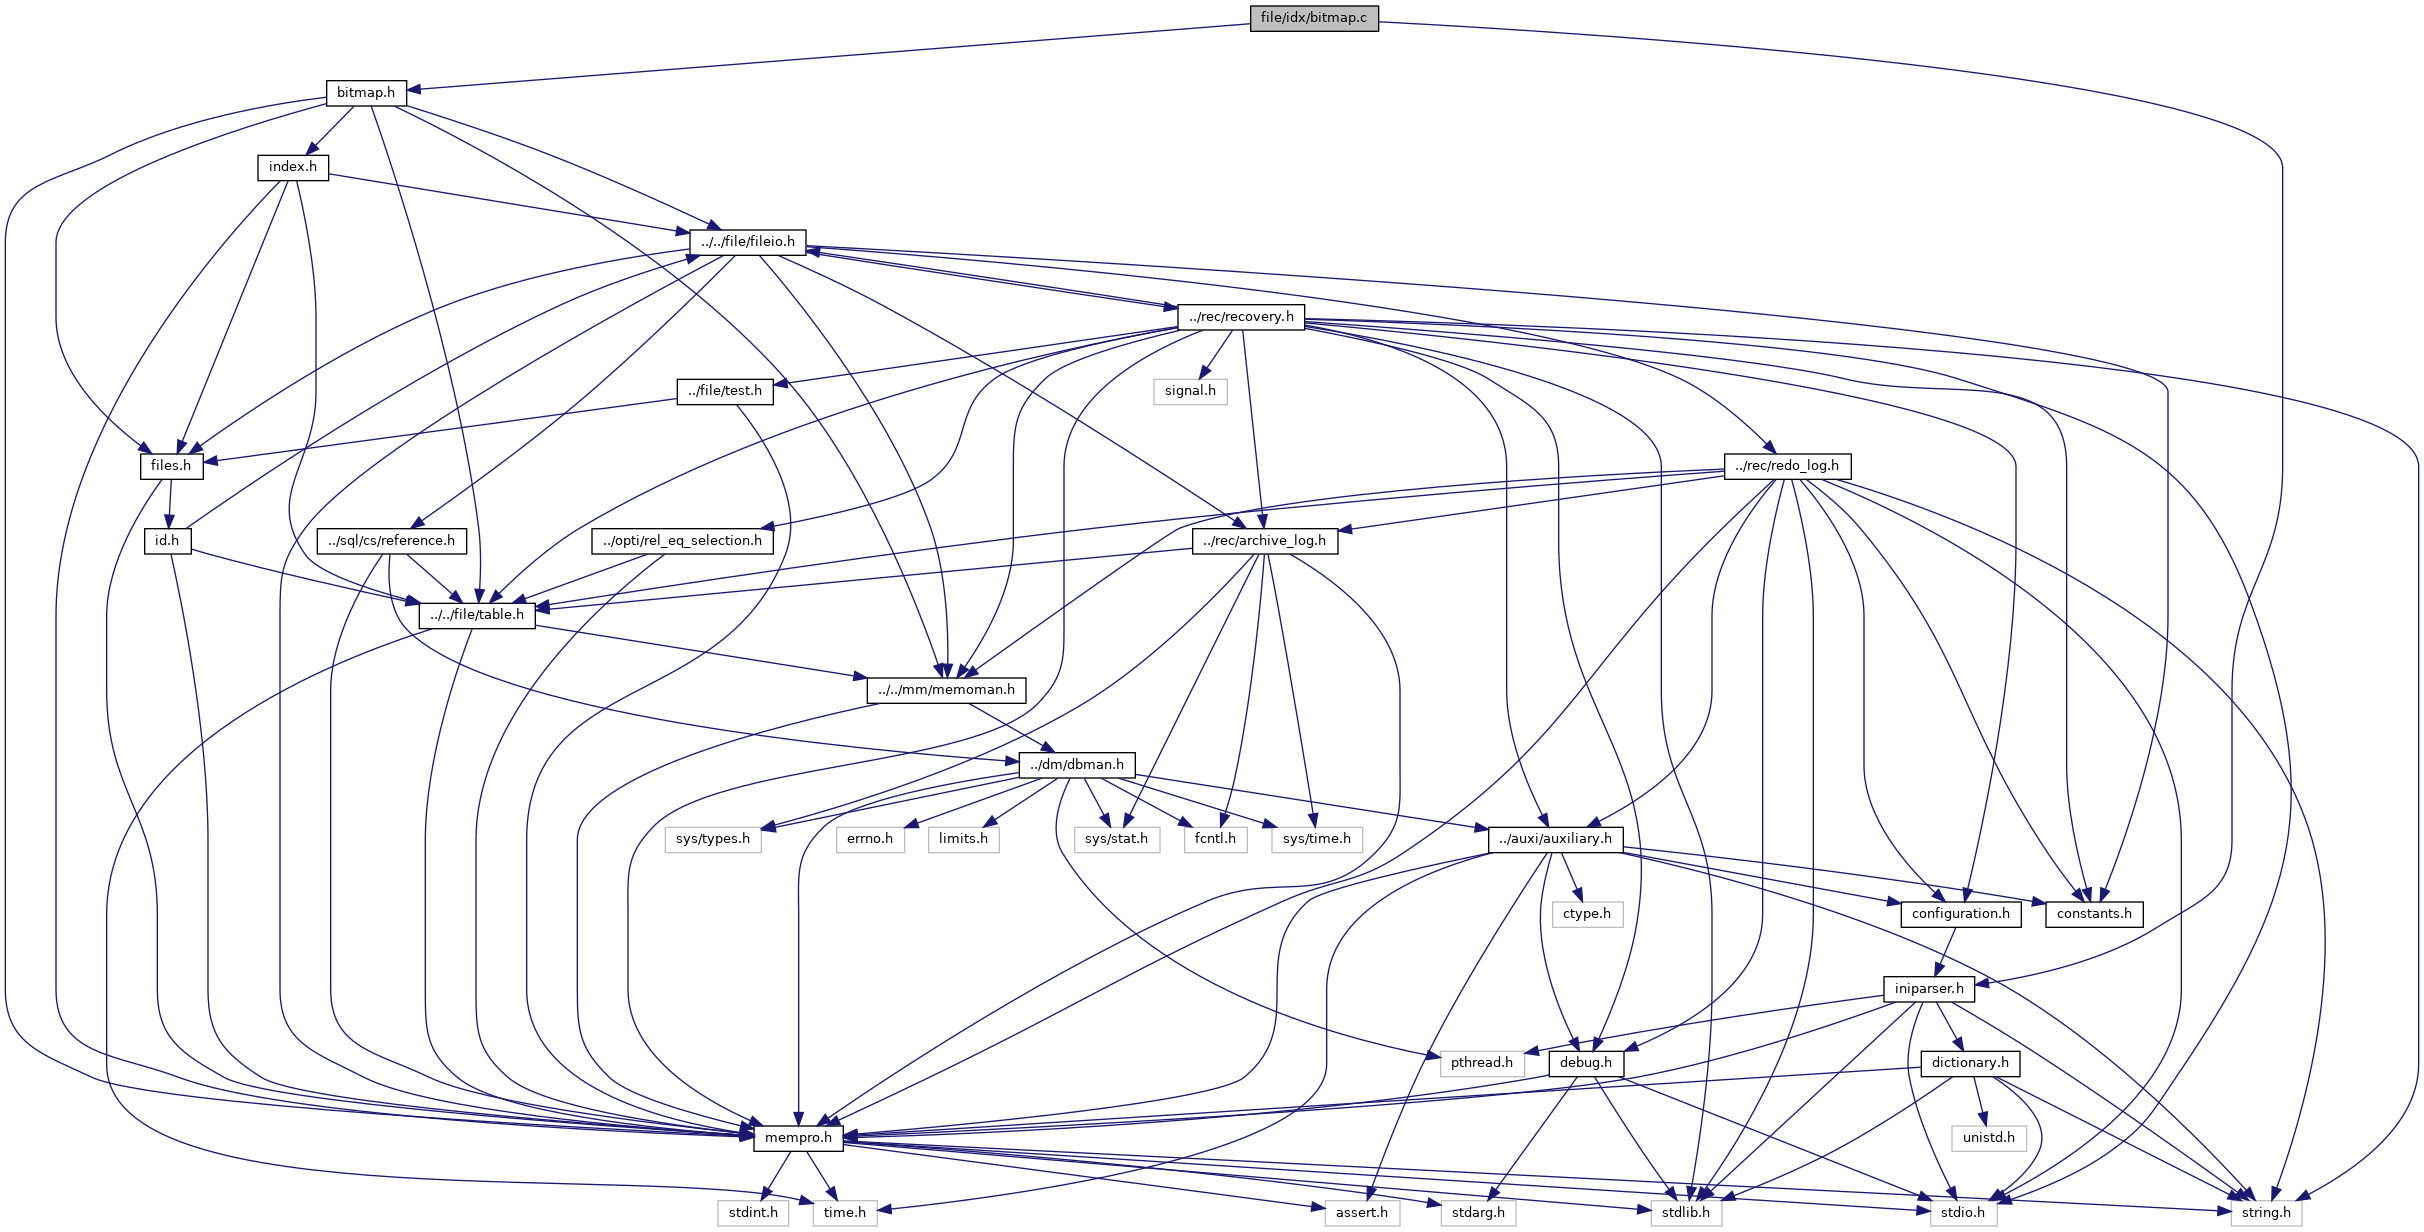 file/idx/bitmap.c
bitmap.h
index.h
../../file/fileio.h
../rec/recovery.h
../file/test.h
signal.h
files.h
../rec/redo_log.h
id.h
../sql/cs/reference.h
../opti/rel_eq_selection.h
../rec/archive_log.h
../../file/table.h
../../mm/memoman.h
../dm/dbman.h
sys/types.h
errno.h
limits.h
sys/stat.h
fcntl.h
sys/time.h
../auxi/auxiliary.h
ctype.h
configuration.h
constants.h
iniparser.h
pthread.h
debug.h
dictionary.h
mempro.h
unistd.h
stdint.h
time.h
assert.h
stdarg.h
stdlib.h
stdio.h
string.h